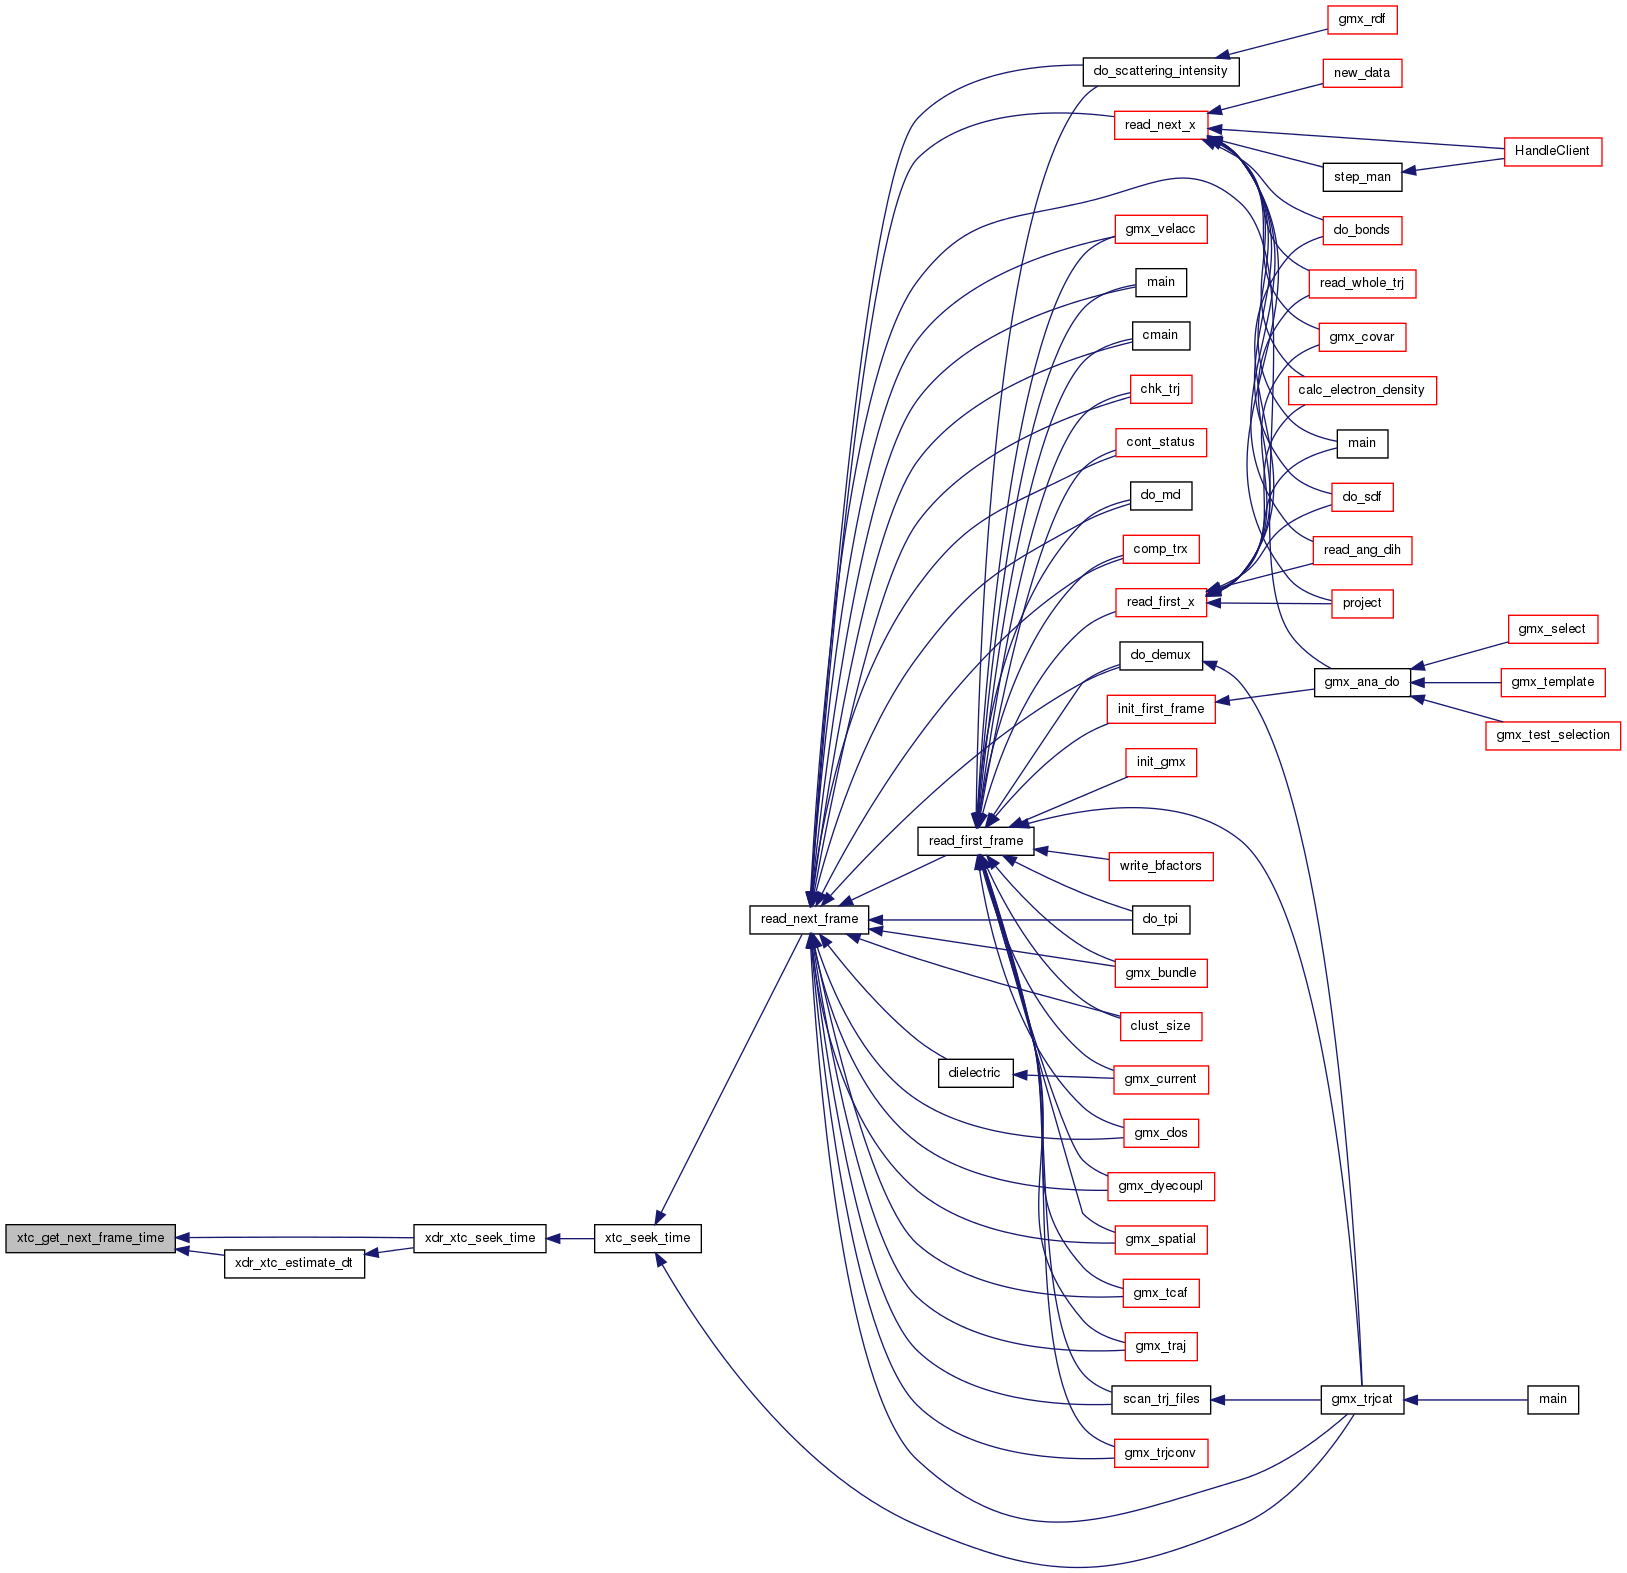 gmx_rdf
do_scattering_intensity
new_data
read_next_x
HandleClient
step_man
gmx_velacc
do_bonds
main
read_whole_trj
cmain
gmx_covar
chk_trj
calc_electron_density
cont_status
main
do_md
do_sdf
comp_trx
read_ang_dih
read_first_x
project
gmx_select
do_demux
gmx_ana_do
gmx_template
init_first_frame
gmx_test_selection
init_gmx
read_first_frame
write_bfactors
read_next_frame
do_tpi
gmx_bundle
clust_size
dielectric
gmx_current
gmx_dos
gmx_dyecoupl
xtc_get_next_frame_time
xdr_xtc_seek_time
xtc_seek_time
gmx_spatial
xdr_xtc_estimate_dt
gmx_tcaf
gmx_traj
scan_trj_files
gmx_trjcat
main
gmx_trjconv